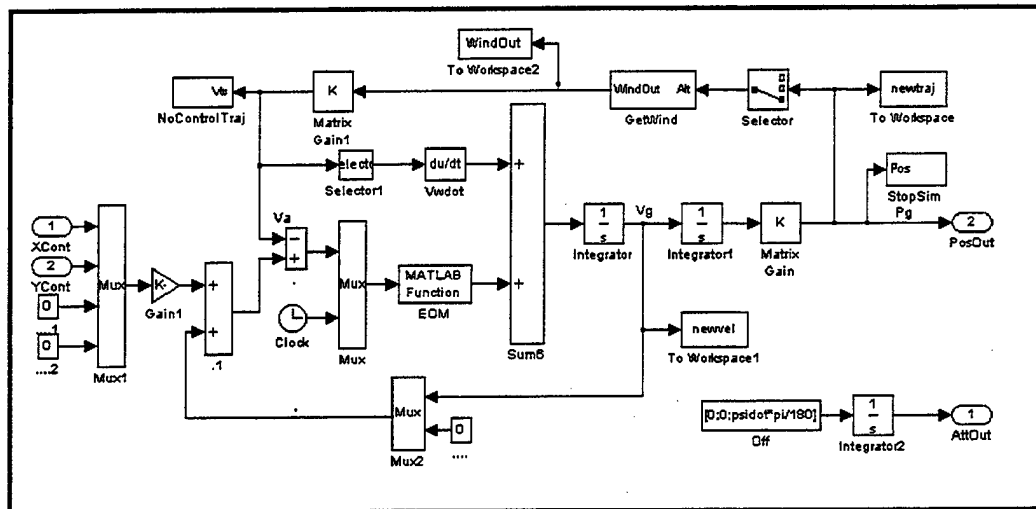 WindOut
To Workspace2
Vts
NoControlTraj
K
Matrix
Gain1
WindOut Alt
GetWind
Selector
newtraj
To Workspace
elect
Selector1
du/dt
Vwdot
Pos
StopSim
1
XCont
2
YCont
0
.1
0
....2
Mux
Mux1
K-
Gain1
+
+
.1
Va
−
+
.
Clock
Mux
Mux
MATLAB
Function
EOM
+
+
Sum6
1
s
Integrator
Vg
1
s
Integrator1
K
Matrix
Gain
Pg
2
PosOut
newvel
To Workspace1
Mux
Mux2
0
....
[0;0;psidot*pi/180]
Off
1
s
Integrator2
1
AttOut